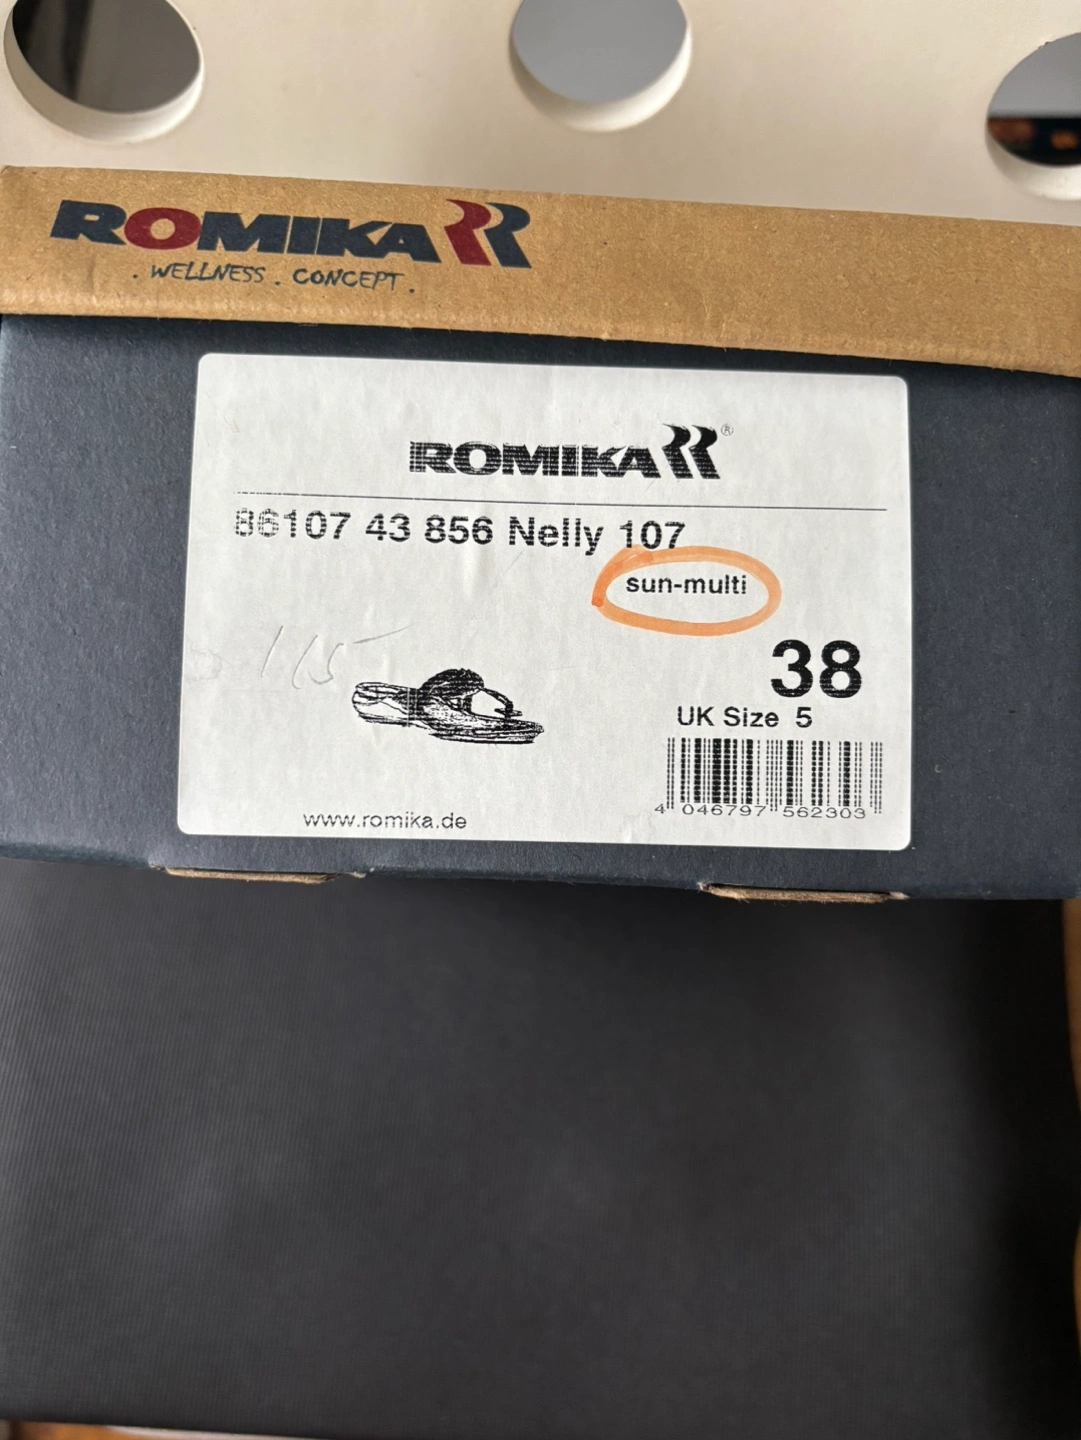 ROMIKA
. WELLNESS . CONCEPT .
ROMIKA ®
86107 43 856 Nelly 107
sun-multi
38
UK Size 5
4 046797 562303
www.romika.de